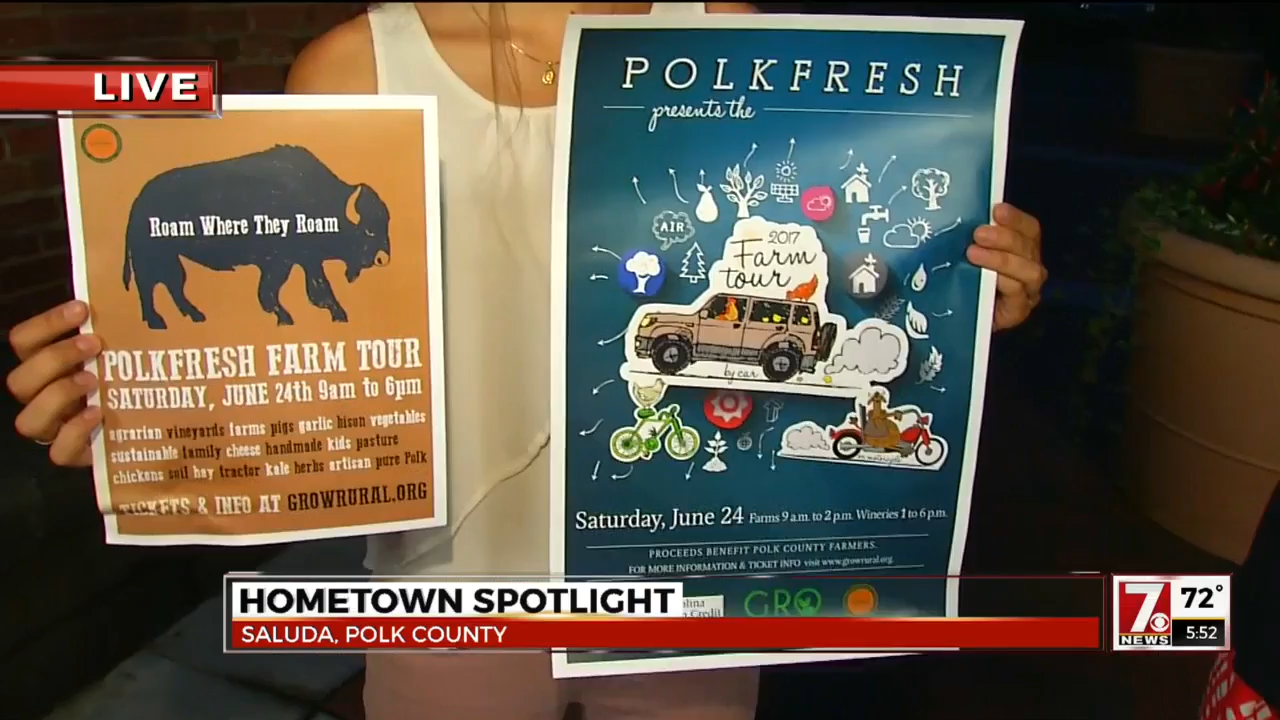 LIVE
Roam Where They Roam
POLKFRESH FARM TOUR
SATURDAY, JUNE 24th 9am to 6pm
agrarian vineyards farms pigs garlic bison vegetables
sustainable family cheese handmade kids pasture
chickens soil hay tractor kale herbs artisan pure Polk
TICKETS & INFO AT GROWRURAL.ORG
POLKFRESH
presents the
AIR
2017
Farm
tour
by car
Saturday, June 24 Farms 9 a.m. to 2 p.m. Wineries 1 to 6 p.m.
PROCEEDS BENEFIT POLK COUNTY FARMERS.
FOR MORE INFORMATION & TICKET INFO visit www.growrural.org.
Credit
GRO
HOMETOWN SPOTLIGHT
SALUDA, POLK COUNTY
7
NEWS
72°
5:52